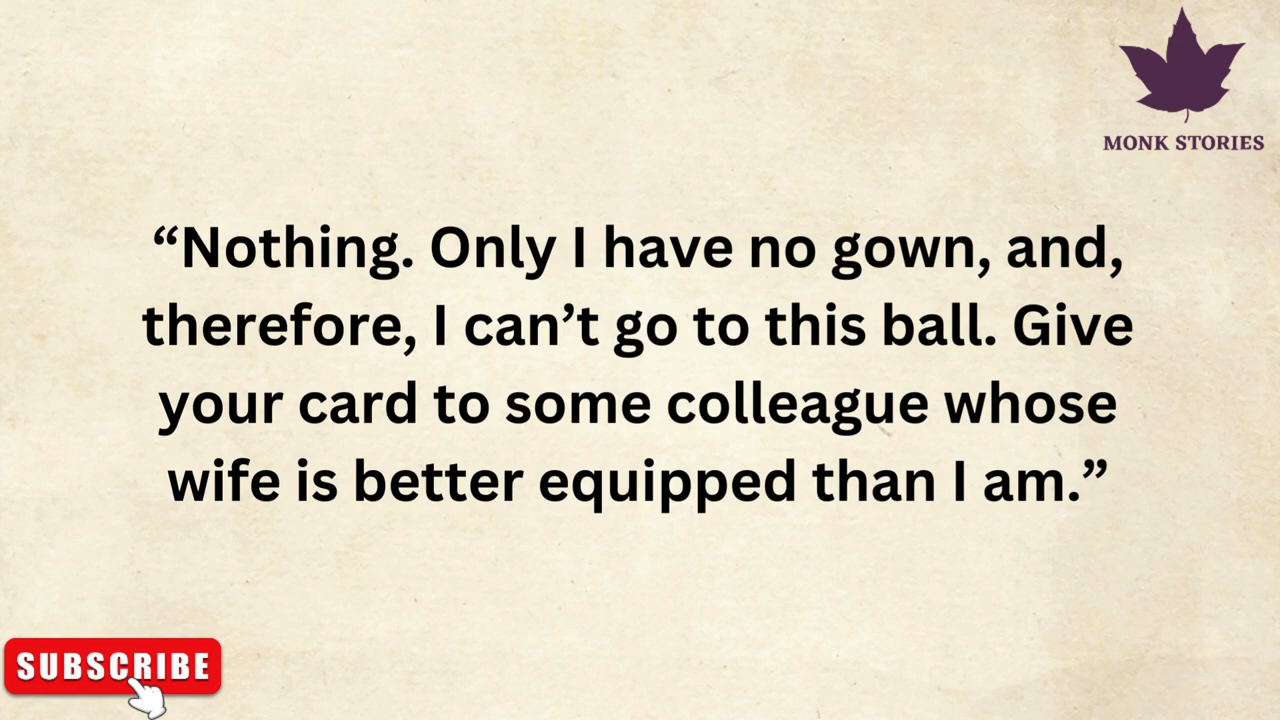 MONK STORIES
“Nothing. Only I have no gown, and,
therefore, I can’t go to this ball. Give
your card to some colleague whose
wife is better equipped than I am.”
SUBSCRIBE